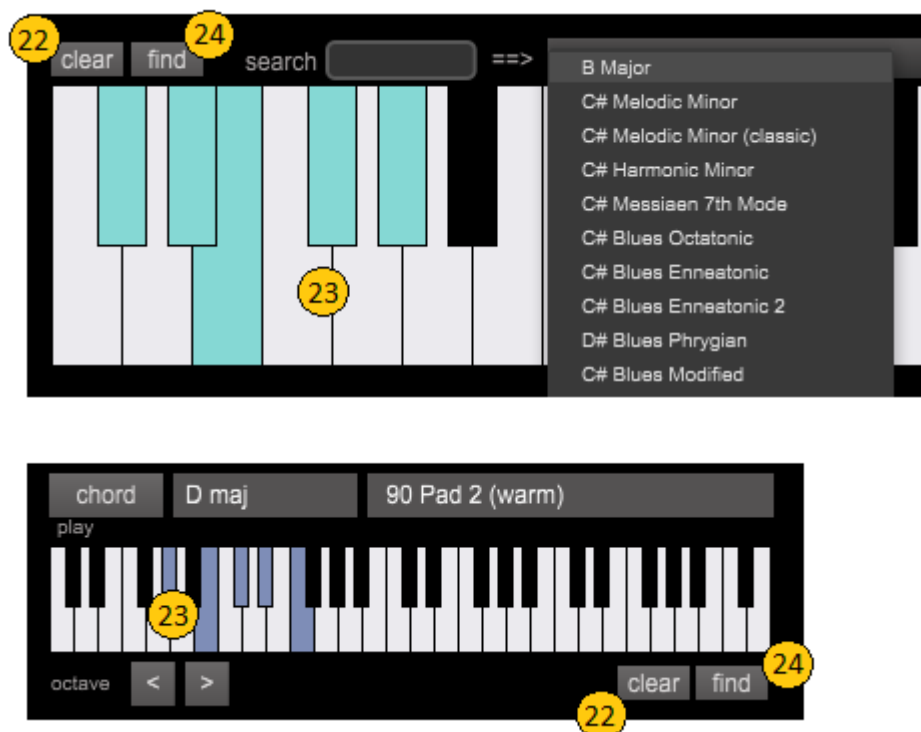 22 24
clear find search ==> B Major
C# Melodic Minor
C# Melodic Minor (classic)
C# Harmonic Minor
C# Messiaen 7th Mode
C# Blues Octatonic
23 C# Blues Enneatonic
C# Blues Enneatonic 2
D# Blues Phrygian
C# Blues Modified
chord D maj 90 Pad 2 (warm)
play
23
octave < > clear find 24
22